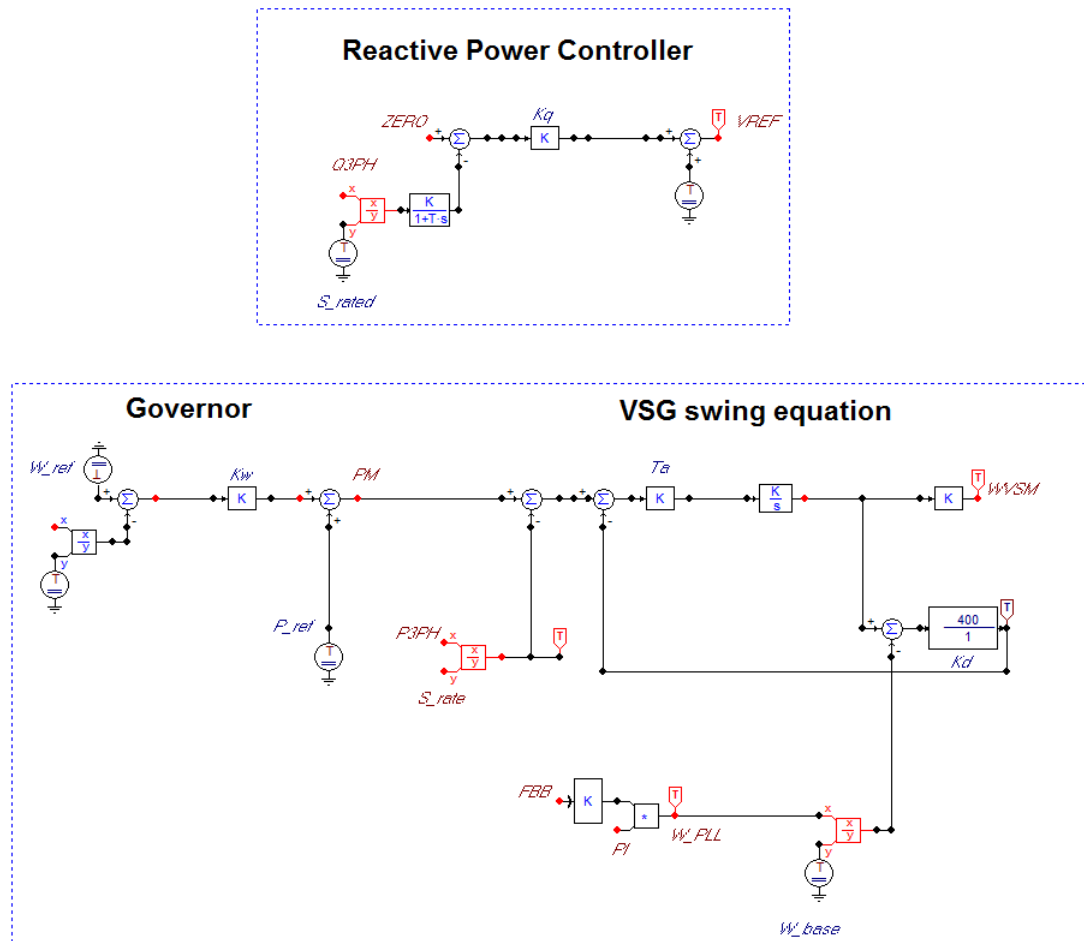 Reactive Power Controller
ZERO
+
Σ
-
Kq
K
+
Σ
+
T
VREF
T
Q3PH
x
x/y
y
K
1+T·s
T
S_rated
Governor
VSG swing equation
W_ref
T
+
Σ
-
x
x/y
y
T
Kw
K
+
Σ
+
PM
P_ref
T
+
Σ
-
+
Σ
-
Ta
K
K
s
K
T
WVSM
P3PH
x
x/y
y
T
S_rate
+
Σ
-
400
1
T
Kd
FBB
K
*
PI
T
W_PLL
x
x/y
y
T
W_base